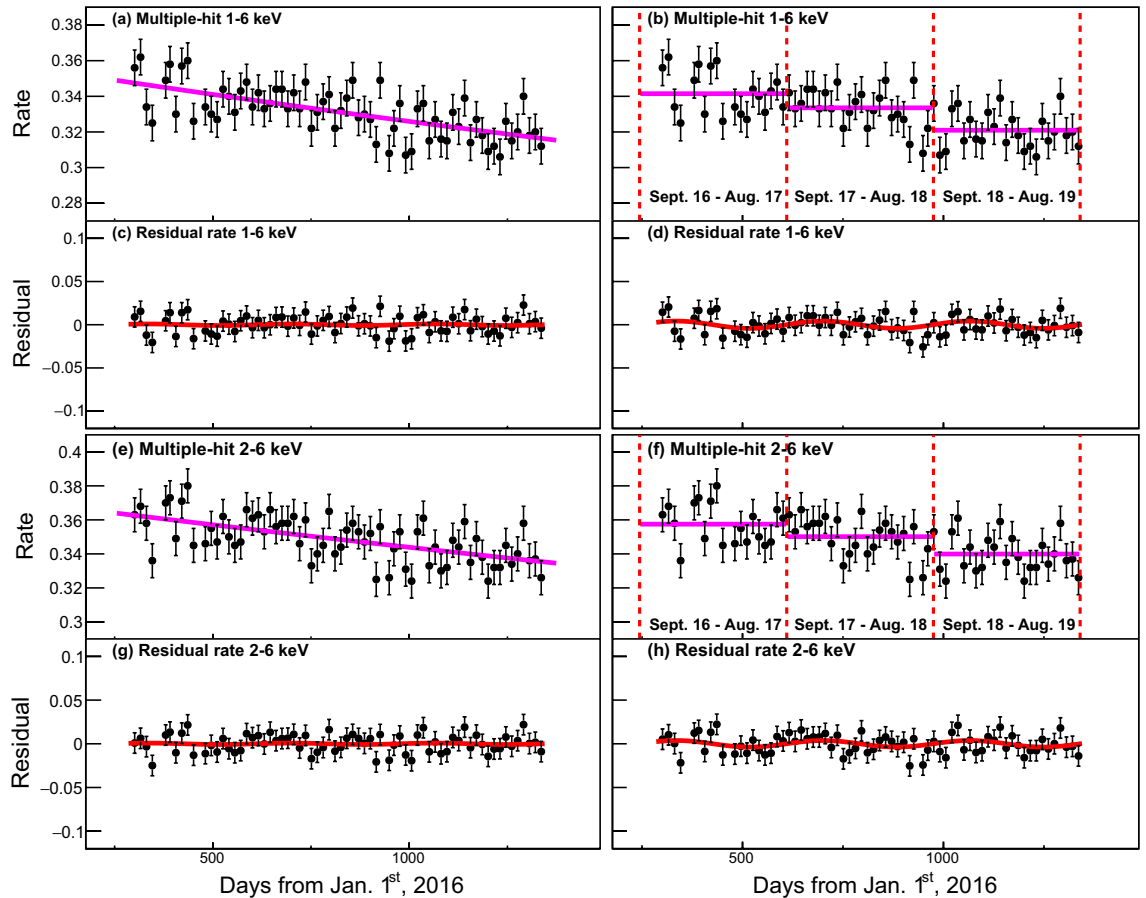 (a) Multiple-hit 1-6 keV
(b) Multiple-hit 1-6 keV
0.38
0.36
0.34
0.32
0.3
0.28
Rate
Sept. 16 - Aug. 17
Sept. 17 - Aug. 18
Sept. 18 - Aug. 19
(c) Residual rate 1-6 keV
(d) Residual rate 1-6 keV
0.1
0.05
0
−0.05
−0.1
Residual
(e) Multiple-hit 2-6 keV
(f) Multiple-hit 2-6 keV
0.4
0.38
0.36
0.34
0.32
0.3
Rate
Sept. 16 - Aug. 17
Sept. 17 - Aug. 18
Sept. 18 - Aug. 19
(g) Residual rate 2-6 keV
(h) Residual rate 2-6 keV
0.1
0.05
0
−0.05
−0.1
Residual
500
1000
500
1000
Days from Jan. 1st, 2016
Days from Jan. 1st, 2016